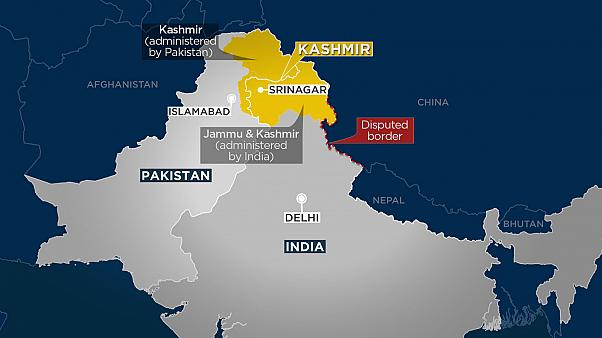 Kashmir
(administered
by Pakistan)
KASHMIR
SRINAGAR
AFGHANISTAN
ISLAMABAD
CHINA
Disputed
border
Jammu & Kashmir
(administered
by India)
PAKISTAN
NEPAL
DELHI
BHUTAN
INDIA